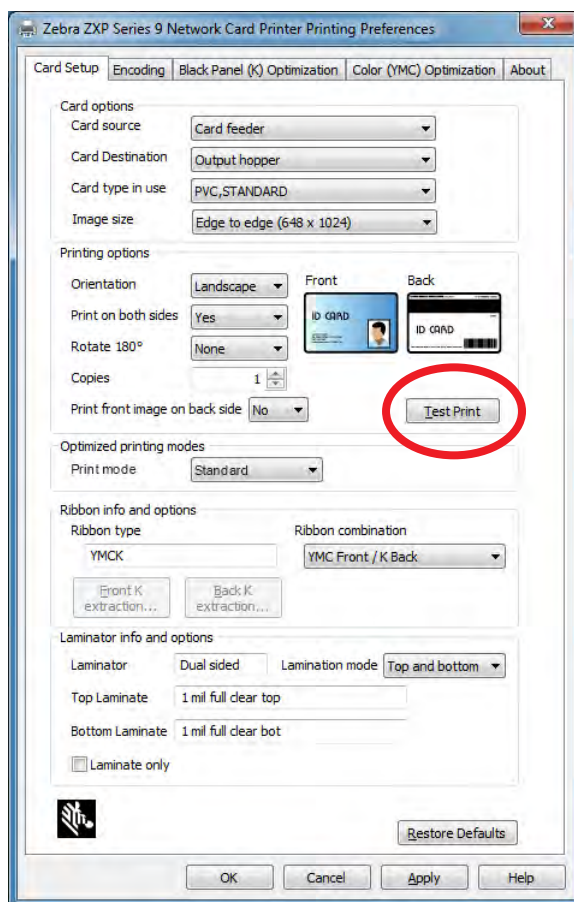 Zebra ZXP Series 9 Network Card Printer Printing Preferences
Card Setup Encoding Black Panel (K) Optimization Color (YMC) Optimization About
Card options
Card source Card feeder
Card Destination Output hopper
Card type in use PVC,STANDARD
Image size Edge to edge (648 x 1024)
Printing options
Orientation Landscape Front Back
Print on both sides Yes
ID CARD ID CARD
Rotate 180° None
Copies 1
Print front image on back side No Test Print
Optimized printing modes
Print mode Standard
Ribbon info and options
Ribbon type Ribbon combination
YMCK YMC Front / K Back
Front K extraction... Back K extraction...
Laminator info and options
Laminator Dual sided Lamination mode Top and bottom
Top Laminate 1 mil full clear top
Bottom Laminate 1 mil full clear bot
Laminate only
Restore Defaults
OK Cancel Apply Help